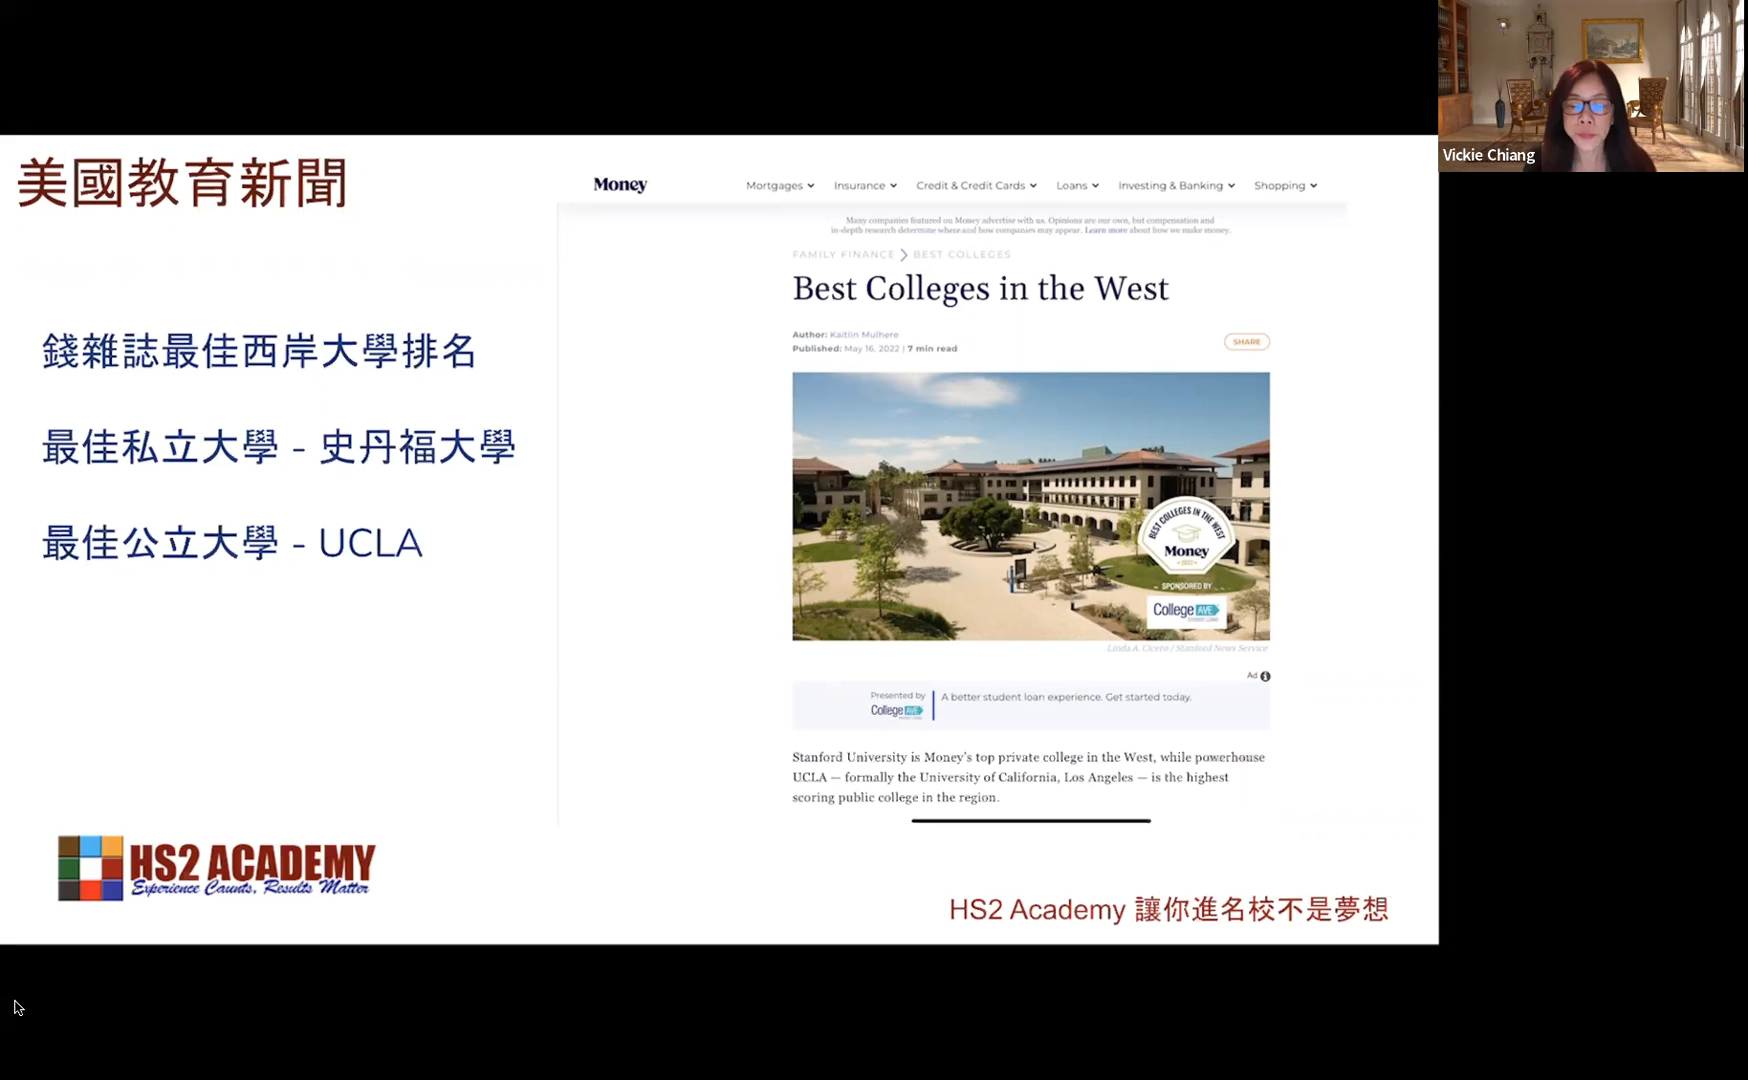 美國教育新聞
錢雜誌最佳西岸大學排名
最佳私立大學 - 史丹福大學
最佳公立大學 - UCLA
Money
Mortgages Insurance Credit & Credit Cards Loans Investing & Banking Shopping
Many companies featured on Money advertise with us. Opinions are our own, but compensation and
in-depth research determine where and how companies may appear. Learn more about how we make money.
FAMILY FINANCE > BEST COLLEGES
Best Colleges in the West
Author: Kaitlin Mulhere
Published: May 16, 2022 | 7 min read
SHARE
BEST COLLEGES IN THE WEST
Money
2022
SPONSORED BY
College AVE
STUDENT LOANS
Linda A. Cicero / Stanford News Service
Ad
Presented by
College AVE
A better student loan experience. Get started today.
Stanford University is Money's top private college in the West, while powerhouse
UCLA — formally the University of California, Los Angeles — is the highest
scoring public college in the region.
HS2 ACADEMY
Experience Counts, Results Matter
HS2 Academy 讓你進名校不是夢想
Vickie Chiang